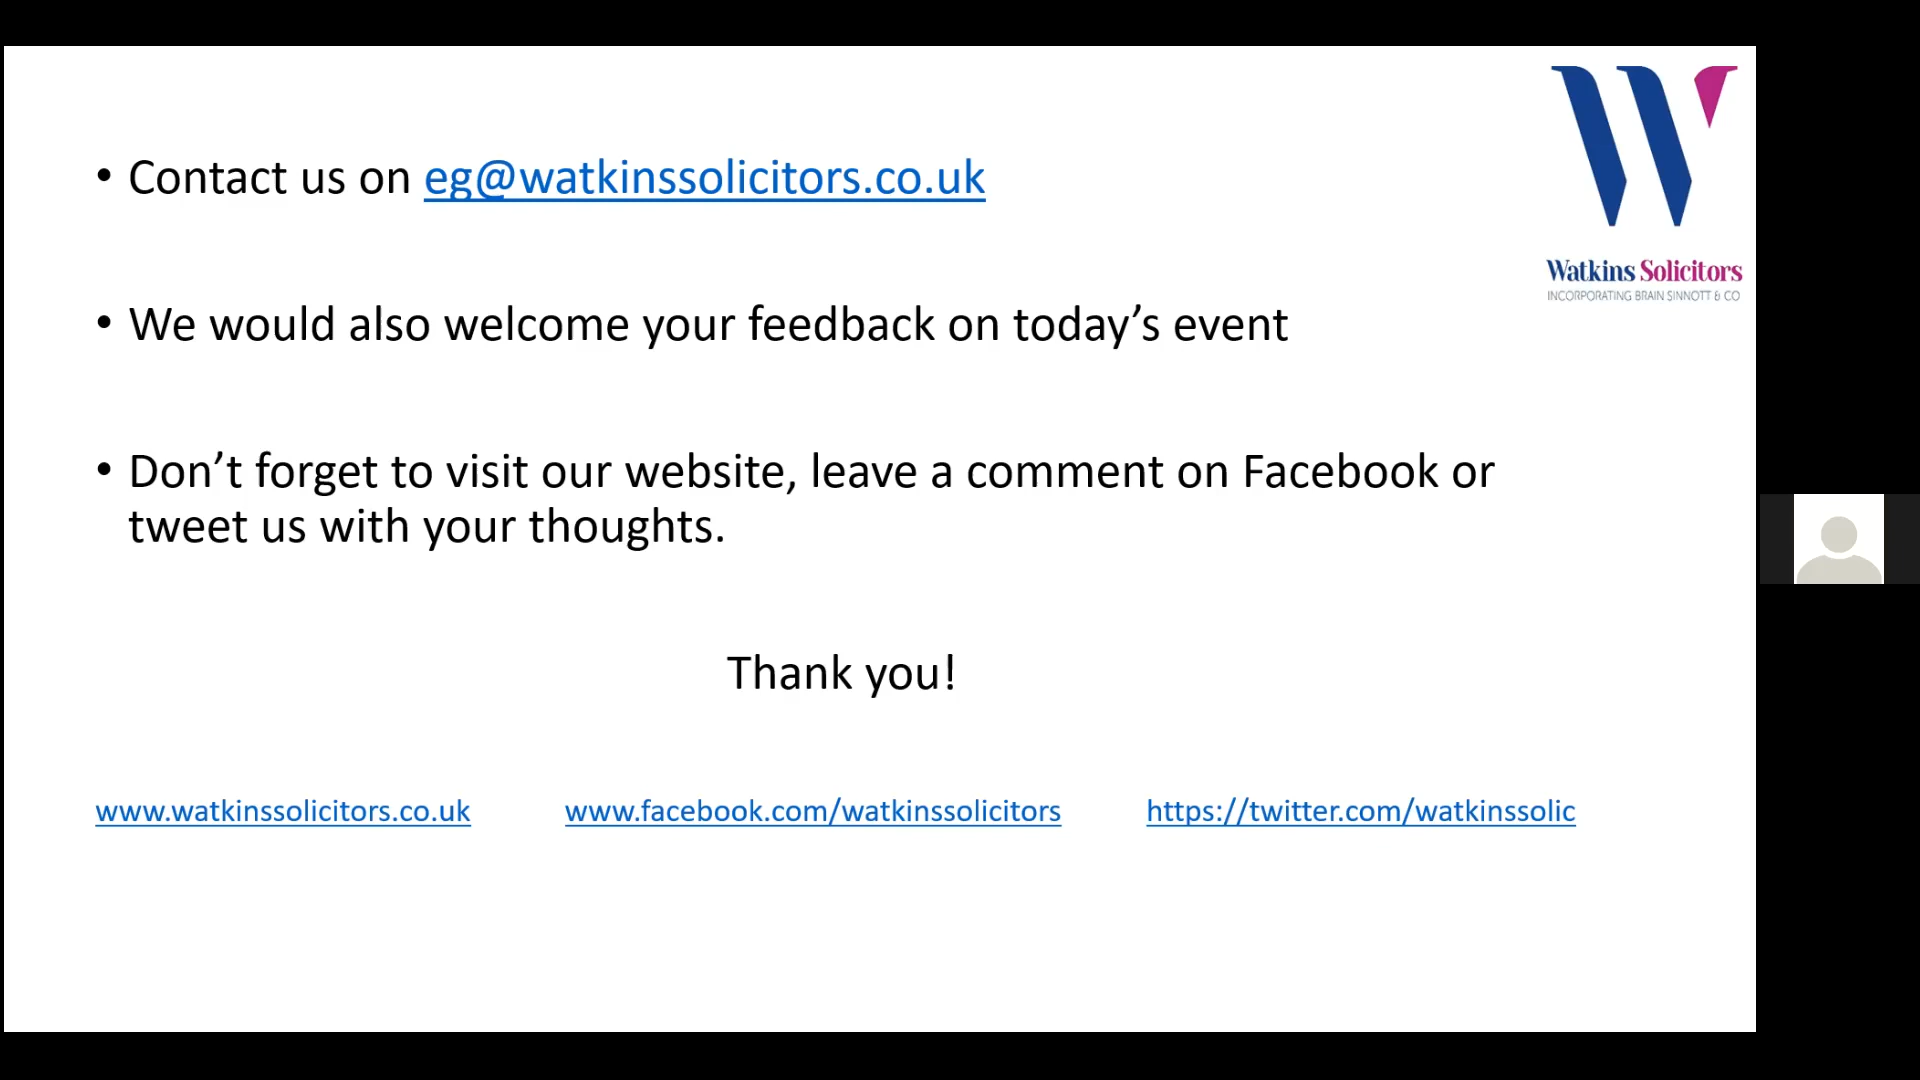 • Contact us on eg@watkinssolicitors.co.uk
Watkins Solicitors
INCORPORATING BRAIN SINNOTT & CO
• We would also welcome your feedback on today’s event
• Don’t forget to visit our website, leave a comment on Facebook or
tweet us with your thoughts.
Thank you!
www.watkinssolicitors.co.uk www.facebook.com/watkinssolicitors https://twitter.com/watkinssolic